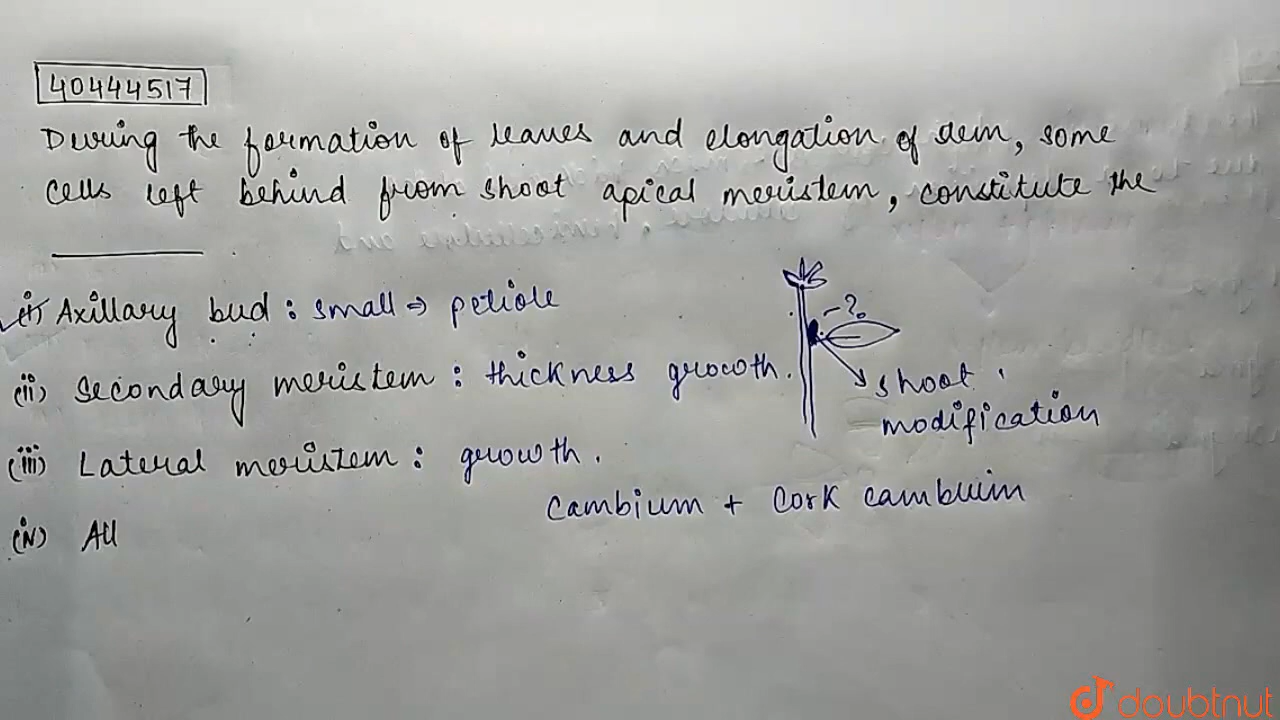 40444517
During the formation of leaves and elongation of stem, some
cells left behind from shoot apical meristem, constitute the
(i) Axillary bud : small → petiole
- ?
(ii) Secondary meristem : thickness growth.
shoot
modification
(iii) Lateral meristem : growth.
Cambium + Cork cambuim
(iv) All
doubtnut